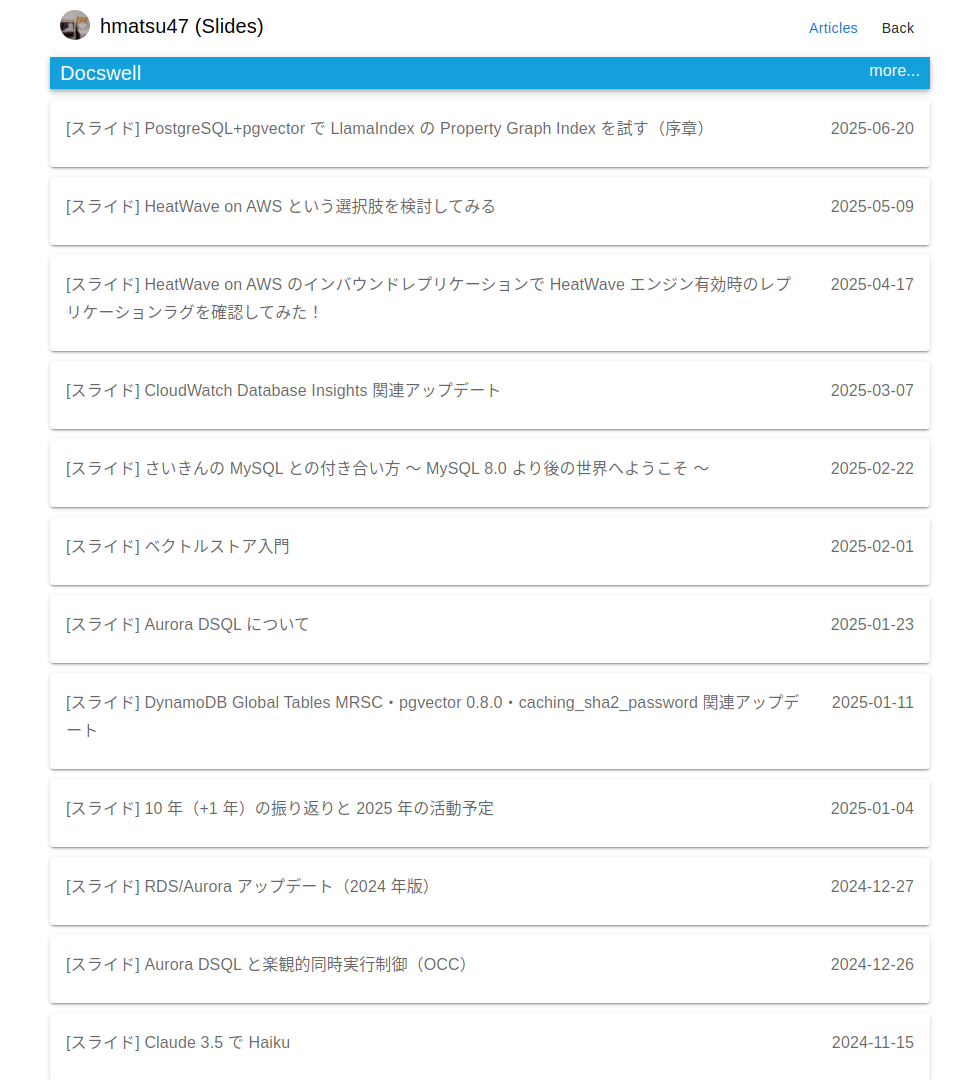 hmatsu47 (Slides)
Articles
Back
Docswell
more...
[スライド] PostgreSQL+pgvector で LlamaIndex の Property Graph Index を試す（序章）
2025-06-20
[スライド] HeatWave on AWS という選択肢を検討してみる
2025-05-09
[スライド] HeatWave on AWS のインバウンドレプリケーションで HeatWave エンジン有効時のレプ
リケーションラグを確認してみた！
2025-04-17
[スライド] CloudWatch Database Insights 関連アップデート
2025-03-07
[スライド] さいきんの MySQL との付き合い方 〜 MySQL 8.0 より後の世界へようこそ 〜
2025-02-22
[スライド] ベクトルストア入門
2025-02-01
[スライド] Aurora DSQL について
2025-01-23
[スライド] DynamoDB Global Tables MRSC・pgvector 0.8.0・caching_sha2_password 関連アップデ
ート
2025-01-11
[スライド] 10 年（+1 年）の振り返りと 2025 年の活動予定
2025-01-04
[スライド] RDS/Aurora アップデート（2024 年版）
2024-12-27
[スライド] Aurora DSQL と楽観的同時実行制御（OCC）
2024-12-26
[スライド] Claude 3.5 で Haiku
2024-11-15